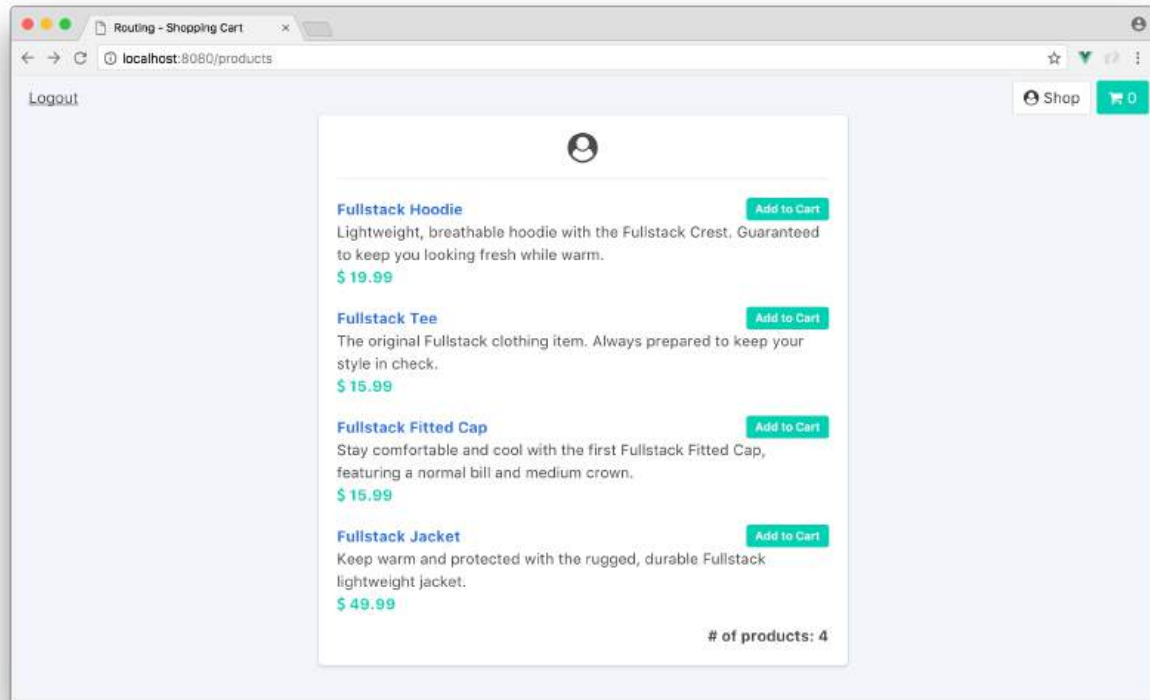 Routing - Shopping Cart
localhost:8080/products
Logout
Shop
0
Fullstack Hoodie
Add to Cart
Lightweight, breathable hoodie with the Fullstack Crest. Guaranteed
to keep you looking fresh while warm.
$ 19.99
Fullstack Tee
Add to Cart
The original Fullstack clothing item. Always prepared to keep your
style in check.
$ 15.99
Fullstack Fitted Cap
Add to Cart
Stay comfortable and cool with the first Fullstack Fitted Cap,
featuring a normal bill and medium crown.
$ 15.99
Fullstack Jacket
Add to Cart
Keep warm and protected with the rugged, durable Fullstack
lightweight jacket.
$ 49.99
# of products: 4